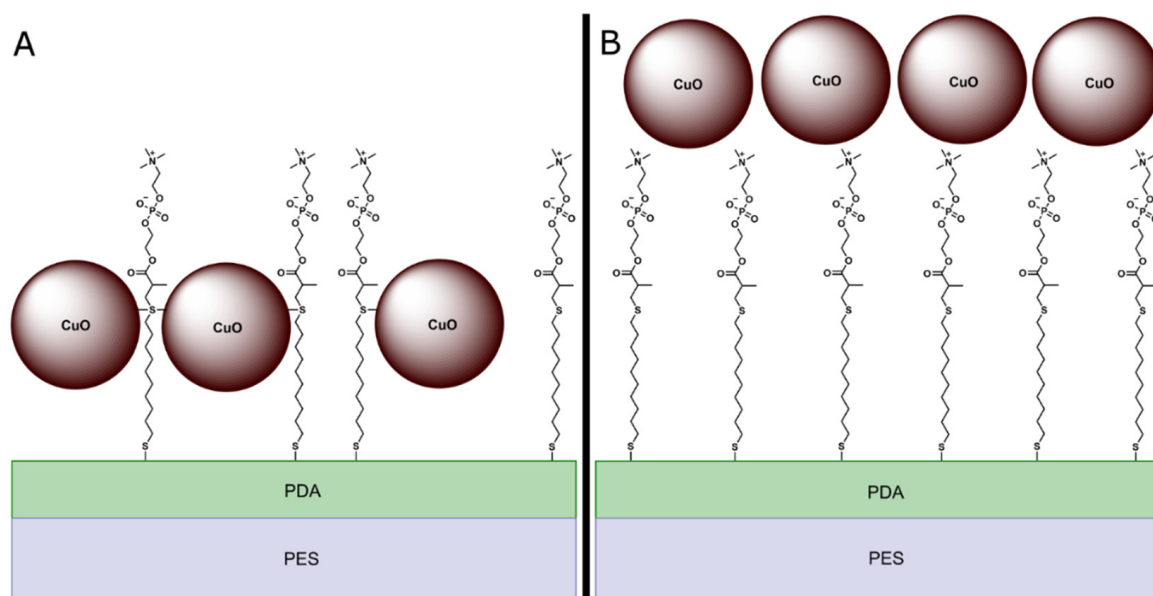 A
N⁺ N⁺ N⁺ N⁺
O O O O
O⁻ P O O⁻ P O O⁻ P O O⁻ P O
O O O O
O O O O
O O O O
S S S S
CuO CuO CuO
S S S S
PDA
PES
B
CuO CuO CuO CuO
N⁺ N⁺ N⁺ N⁺ N⁺ N⁺
O O O O O O
O⁻ P O O⁻ P O O⁻ P O O⁻ P O O⁻ P O O⁻ P O
O O O O O O
O O O O O O
O O O O O O
S S S S S S
S S S S S S
PDA
PES